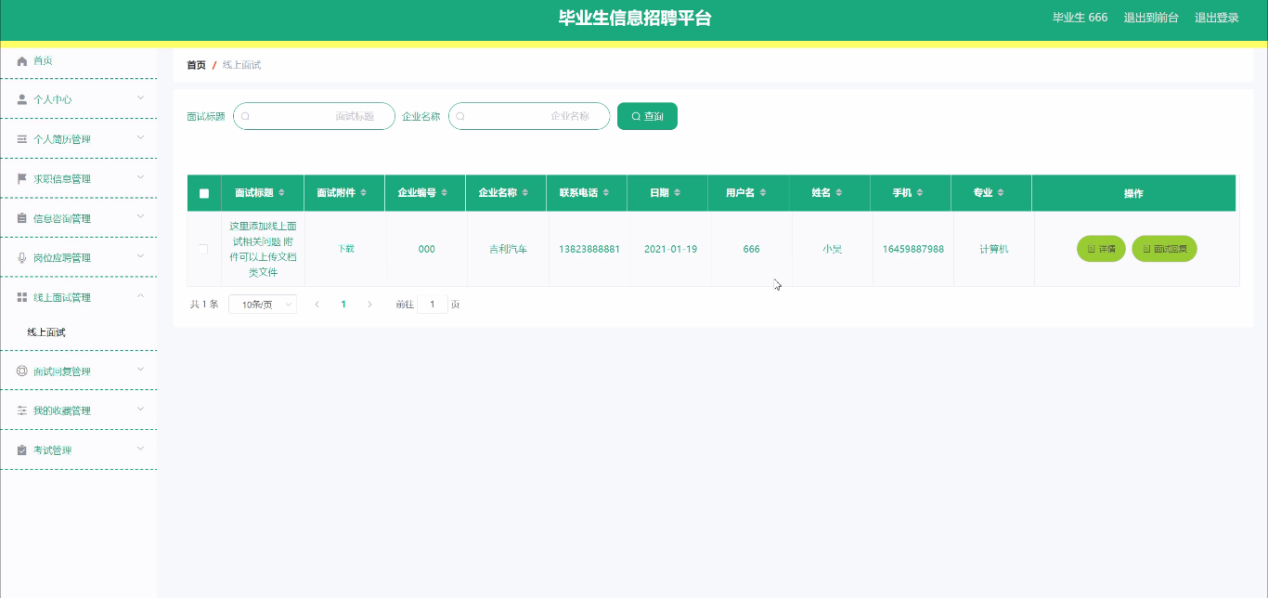 毕业生信息招聘平台
毕业生 666 退出到前台 退出登录
首页
个人中心
个人简历管理
求职信息管理
信息咨询管理
岗位应聘管理
线上面试管理
线上面试
面试回复管理
我的收藏管理
考试管理
首页 / 线上面试
面试标题 面试标题 企业名称 企业名称 查询
面试标题 面试附件 企业编号 企业名称 联系电话 日期 用户名 姓名 手机 专业 操作
这里添加线上面
试相关问题 附
件可以上传文档
类文件
下载 000 吉利汽车 13823888881 2021-01-19 666 小吴 16459887988 计算机 详情 面试回复
共 1 条 10条/页 1 前往 1 页